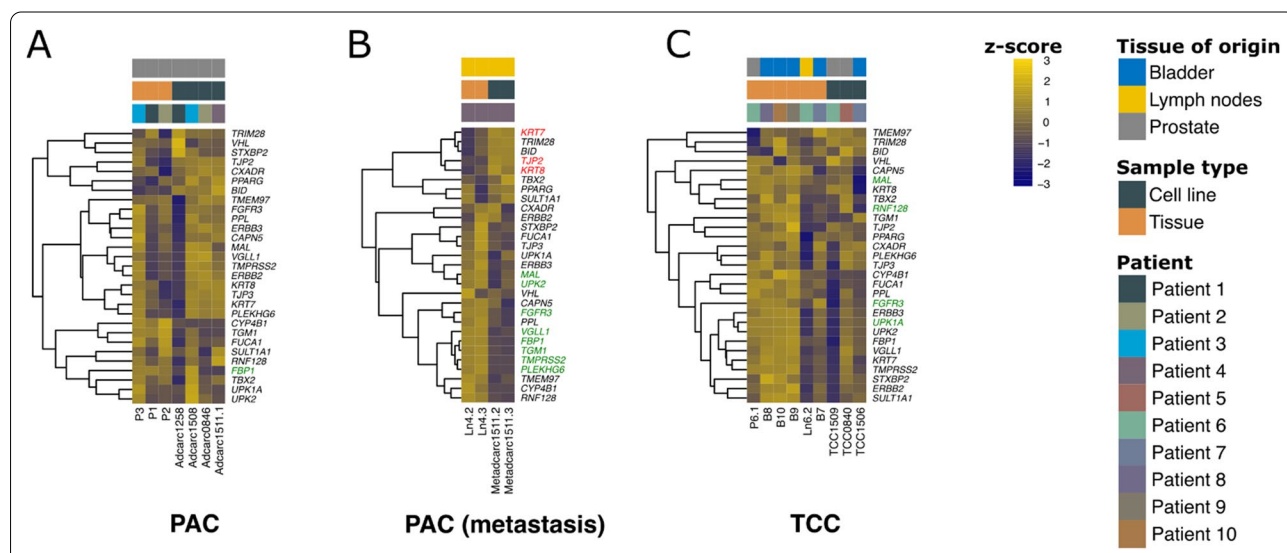 A
TRIM28
VHL
STXBP2
TJP2
CXADR
PPARG
BID
TMEM97
FGFR3
PPL
ERBB3
CAPN5
MAL
VGLL1
TMPRSS2
ERBB2
KRT8
TJP3
KRT7
PLEKHG6
CYP4B1
TGM1
FUCA1
SULT1A1
RNF128
FBP1
TBX2
UPK1A
UPK2
P3
P1
P2
Adcarc1258
Adcarc1508
Adcarc0846
Adcarc1511.1
PAC
B
KRT7
TRIM28
BID
TJP2
KRT8
TBX2
PPARG
SULT1A1
CXADR
ERBB2
STXBP2
FUCA1
TJP3
UPK1A
ERBB3
MAL
UPK2
VHL
CAPN5
FGFR3
PPL
VGLL1
FBP1
TGM1
TMPRSS2
PLEKHG6
TMEM97
CYP4B1
RNF128
Ln4.2
Ln4.3
Metadcarc1511.2
Metadcarc1511.3
PAC (metastasis)
C
TMEM97
TRIM28
BID
VHL
CAPN5
MAL
KRT8
TBX2
RNF128
TGM1
TJP2
PPARG
CXADR
PLEKHG6
TJP3
CYP4B1
FUCA1
PPL
FGFR3
ERBB3
UPK1A
UPK2
FBP1
VGLL1
KRT7
TMPRSS2
STXBP2
ERBB2
SULT1A1
P6.1
B8
B10
B9
Ln6.2
B7
TCC1509
TCC0840
TCC1506
TCC
z-score
3
2
1
0
−1
−2
−3
Tissue of origin
Bladder
Lymph nodes
Prostate
Sample type
Cell line
Tissue
Patient
Patient 1
Patient 2
Patient 3
Patient 4
Patient 5
Patient 6
Patient 7
Patient 8
Patient 9
Patient 10